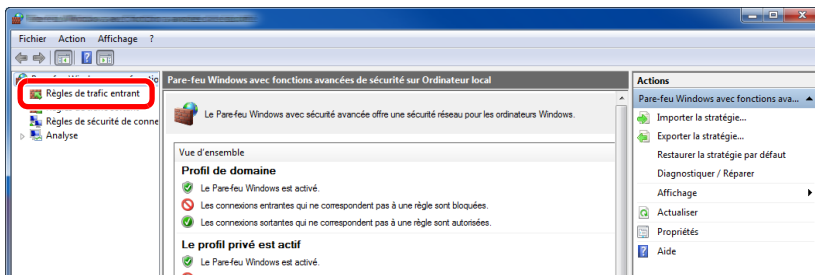 Fichier Action Affichage ?
Règles de trafic entrant
Règles de sécurité de conne
Analyse
Pare-feu Windows avec fonctions avancées de sécurité sur Ordinateur local
Le Pare-feu Windows avec sécurité avancée offre une sécurité réseau pour les ordinateurs Windows.
Vue d'ensemble
Profil de domaine
Le Pare-feu Windows est activé.
Les connexions entrantes qui ne correspondent pas à une règle sont bloquées.
Les connexions sortantes qui ne correspondent pas à une règle sont autorisées.
Le profil privé est actif
Le Pare-feu Windows est activé.
Actions
Pare-feu Windows avec fonctions ava...
Importer la stratégie...
Exporter la stratégie...
Restaurer la stratégie par défaut
Diagnostiquer / Réparer
Affichage
Actualiser
Propriétés
Aide